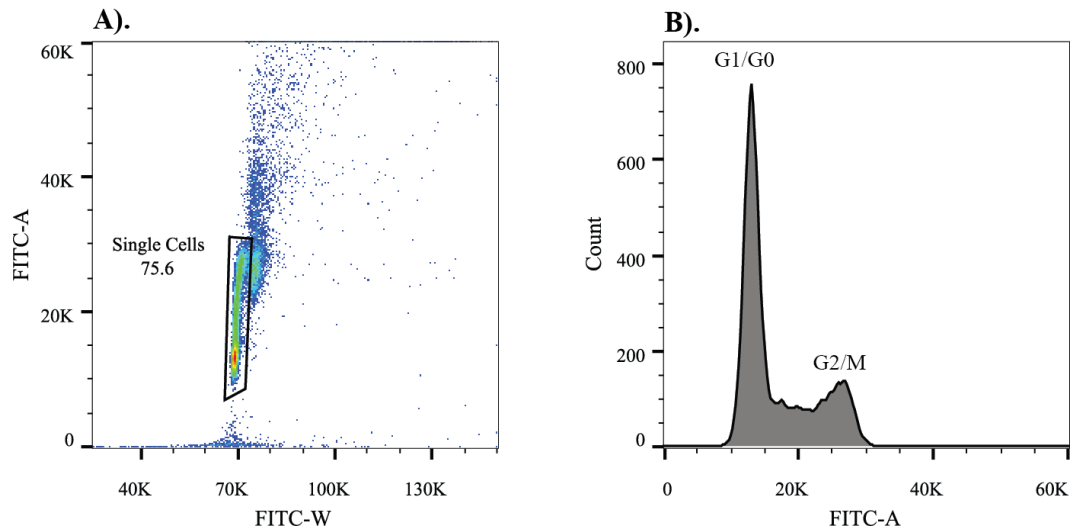 A).
60K
40K
20K
0
FITC-A
Single Cells
75.6
40K
70K
100K
130K
FITC-W
B).
800
600
400
200
0
Count
G1/G0
G2/M
0
20K
40K
60K
FITC-A